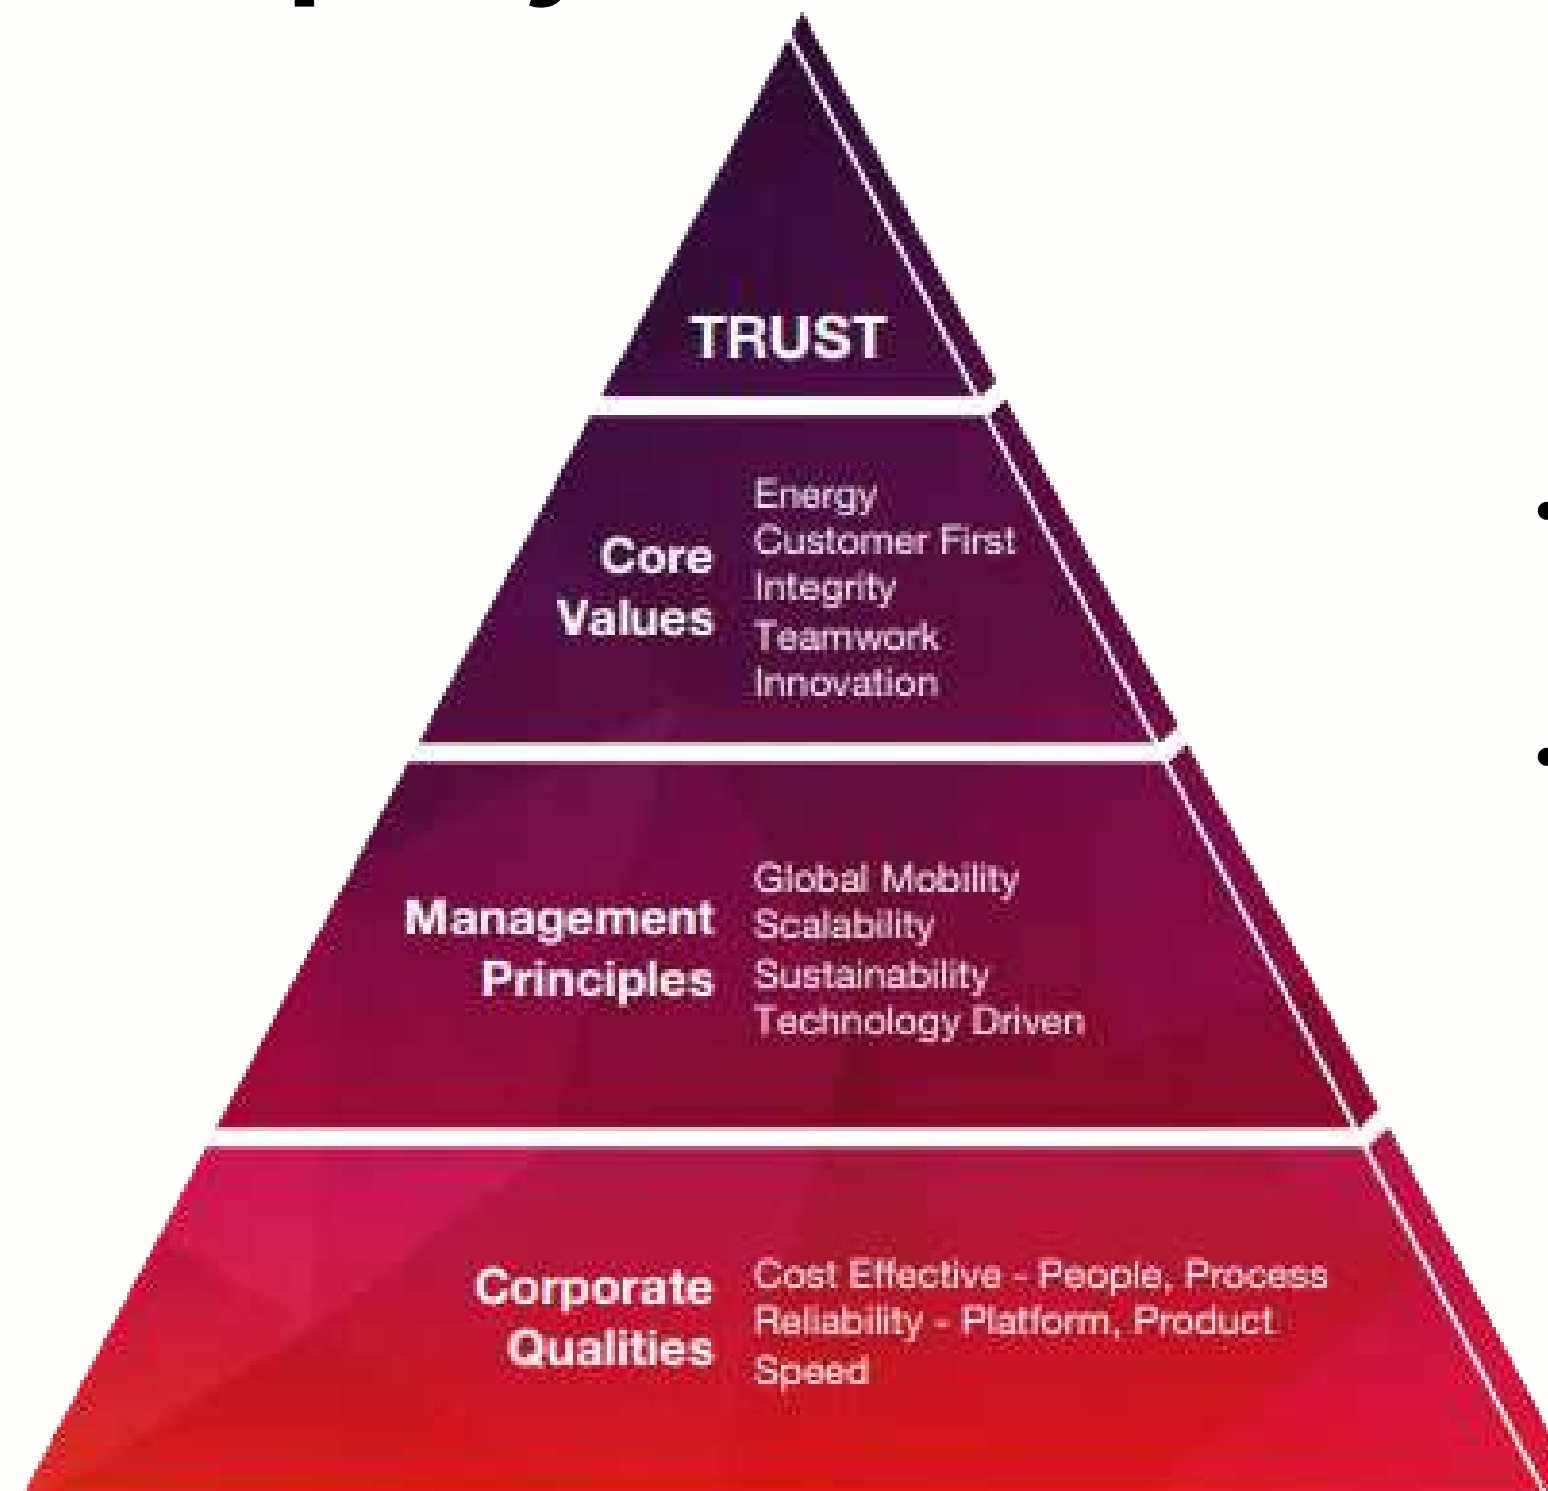 TRUST
Core
Values
Energy
Customer First
Integrity
Teamwork
Innovation
Management
Principles
Global Mobility
Scalability
Sustainability
Technology Driven
Corporate
Qualities
Cost Effective - People, Process
Reliability - Platform, Product
Speed